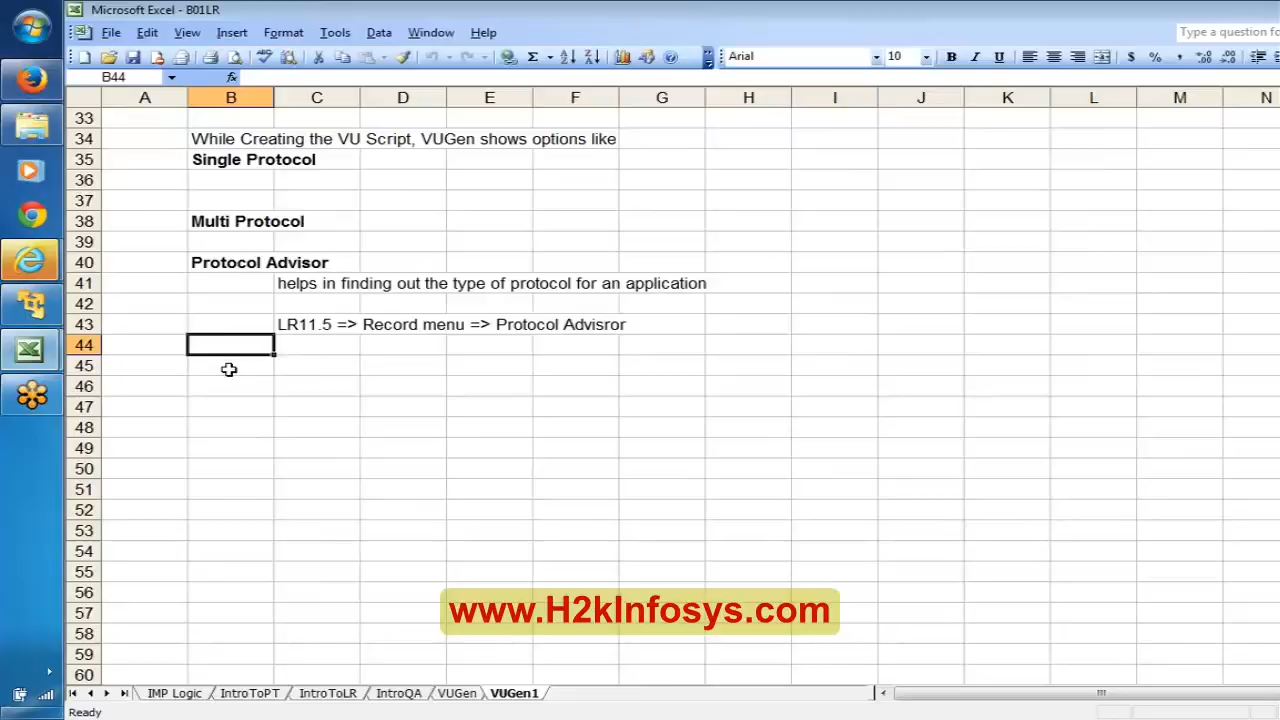 Microsoft Excel - B01LR
File Edit View Insert Format Tools Data Window Help
Type a question fo
Arial 10 B I U $ % ,
B44 fx
A B C D E F G H I J K L M N
33
34 While Creating the VU Script, VUGen shows options like
35 Single Protocol
36
37
38 Multi Protocol
39
40 Protocol Advisor
41 helps in finding out the type of protocol for an application
42
43 LR11.5 => Record menu => Protocol Advisror
44
45
46
47
48
49
50
51
52
53
54
55
56
www.H2kInfosys.com
57
58
59
60
IMP Logic IntroToPT IntroToLR IntroQA VUGen VUGen1
Ready